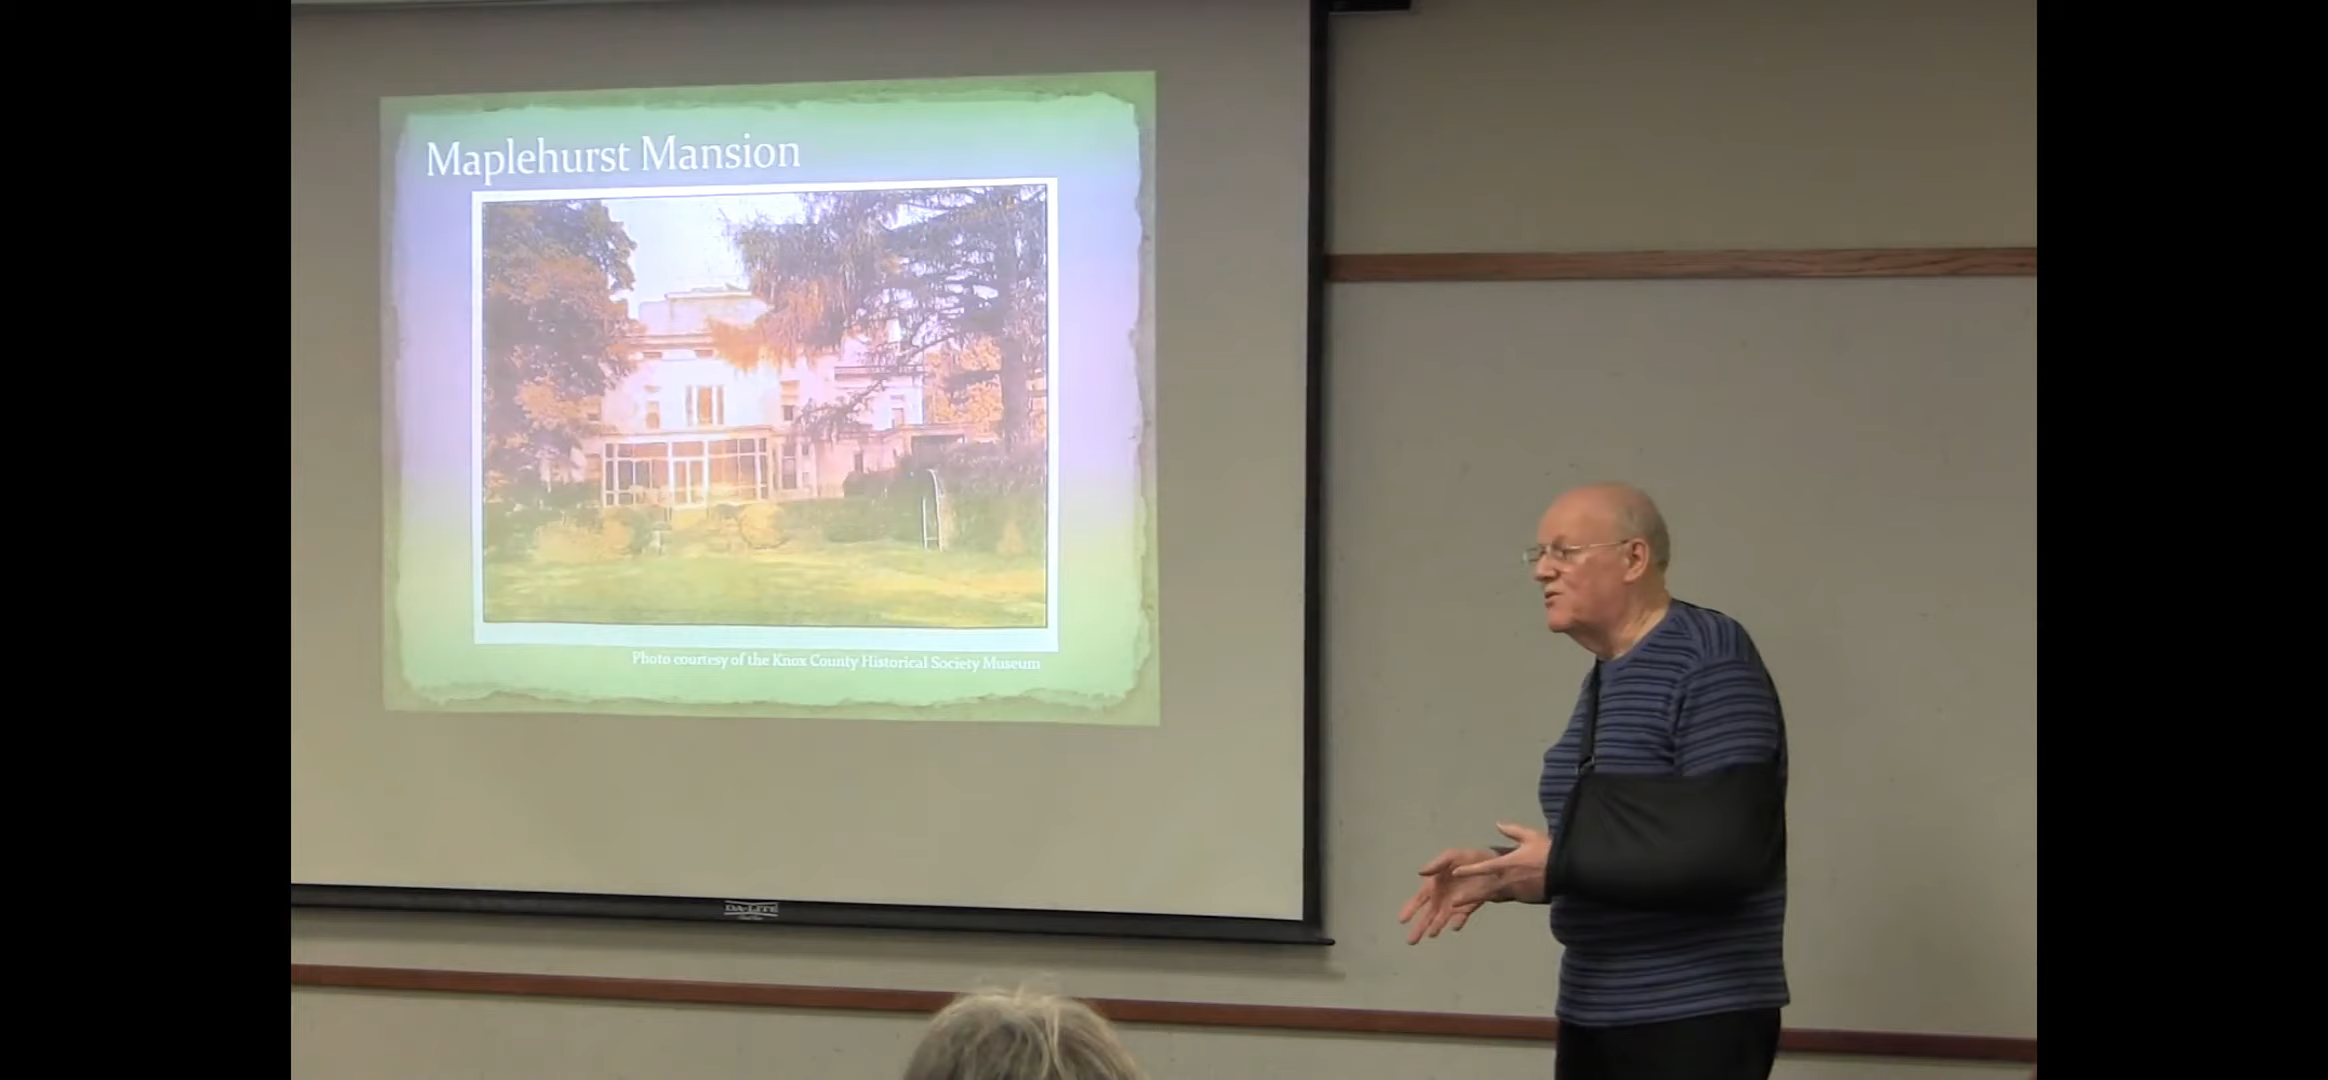 Maplehurst Mansion
Photo courtesy of the Knox County Historical Society Museum
DA-LITE